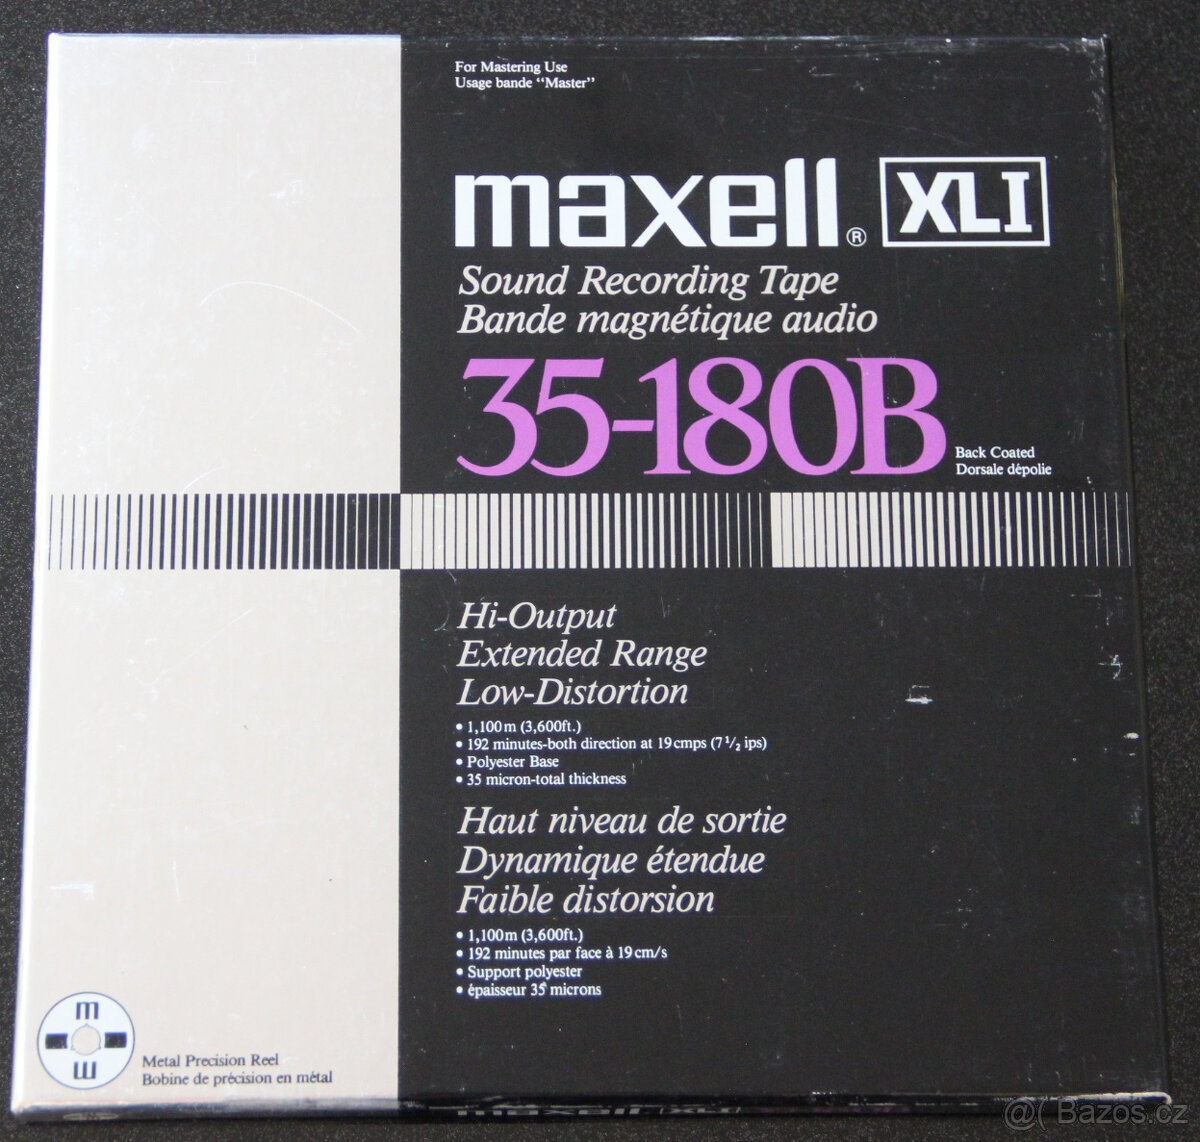 For Mastering Use
Usage bande “Master”
maxell® XLI
Sound Recording Tape
Bande magnétique audio
35-180B
Back Coated
Dorsale dépolie
Hi-Output
Extended Range
Low-Distortion
• 1,100m (3,600ft.)
• 192 minutes-both direction at 19cmps (7½ ips)
• Polyester Base
• 35 micron-total thickness
Haut niveau de sortie
Dynamique étendue
Faible distorsion
• 1,100m (3,600ft.)
• 192 minutes par face à 19cm/s
• Support polyester
• épaisseur 35 microns
m
m
Metal Precision Reel
Bobine de précision en métal
maxell XLI
@( Bazos.cz